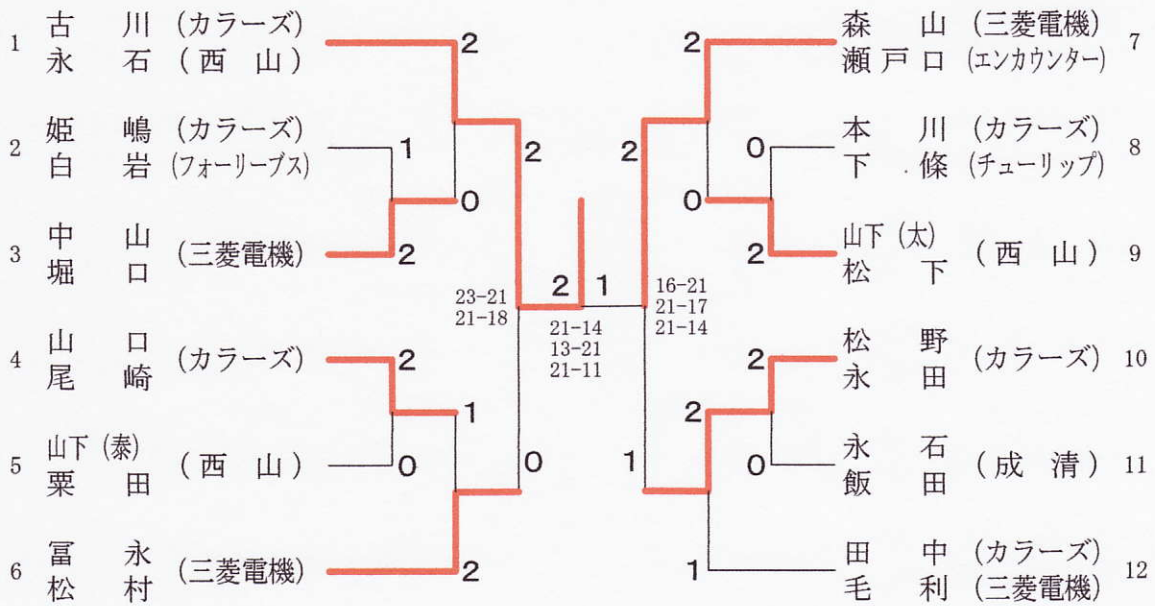 1 古川 (カラーズ)
永石 (西山)
2 姫嶋 (カラーズ)
白岩 (フォーリーブス)
3 中山
堀口 (三菱電機)
4 山口
尾崎 (カラーズ)
5 山下 (泰)
栗田 (西山)
6 冨永
松村 (三菱電機)
2
1
0
2
2
2
1
0
0
2
23-21
21-18
2 1
21-14
13-21
21-11
16-21
21-17
21-14
2
2
0
0
2
2
2
1
0
1
森山 (三菱電機) 7
瀬戸口 (エンカウンター)
本川 (カラーズ) 8
下條 (チューリップ)
山下 (太)
松下 (西山) 9
松野
永田 (カラーズ) 10
永石
飯田 (成清) 11
田中 (カラーズ) 12
毛利 (三菱電機)